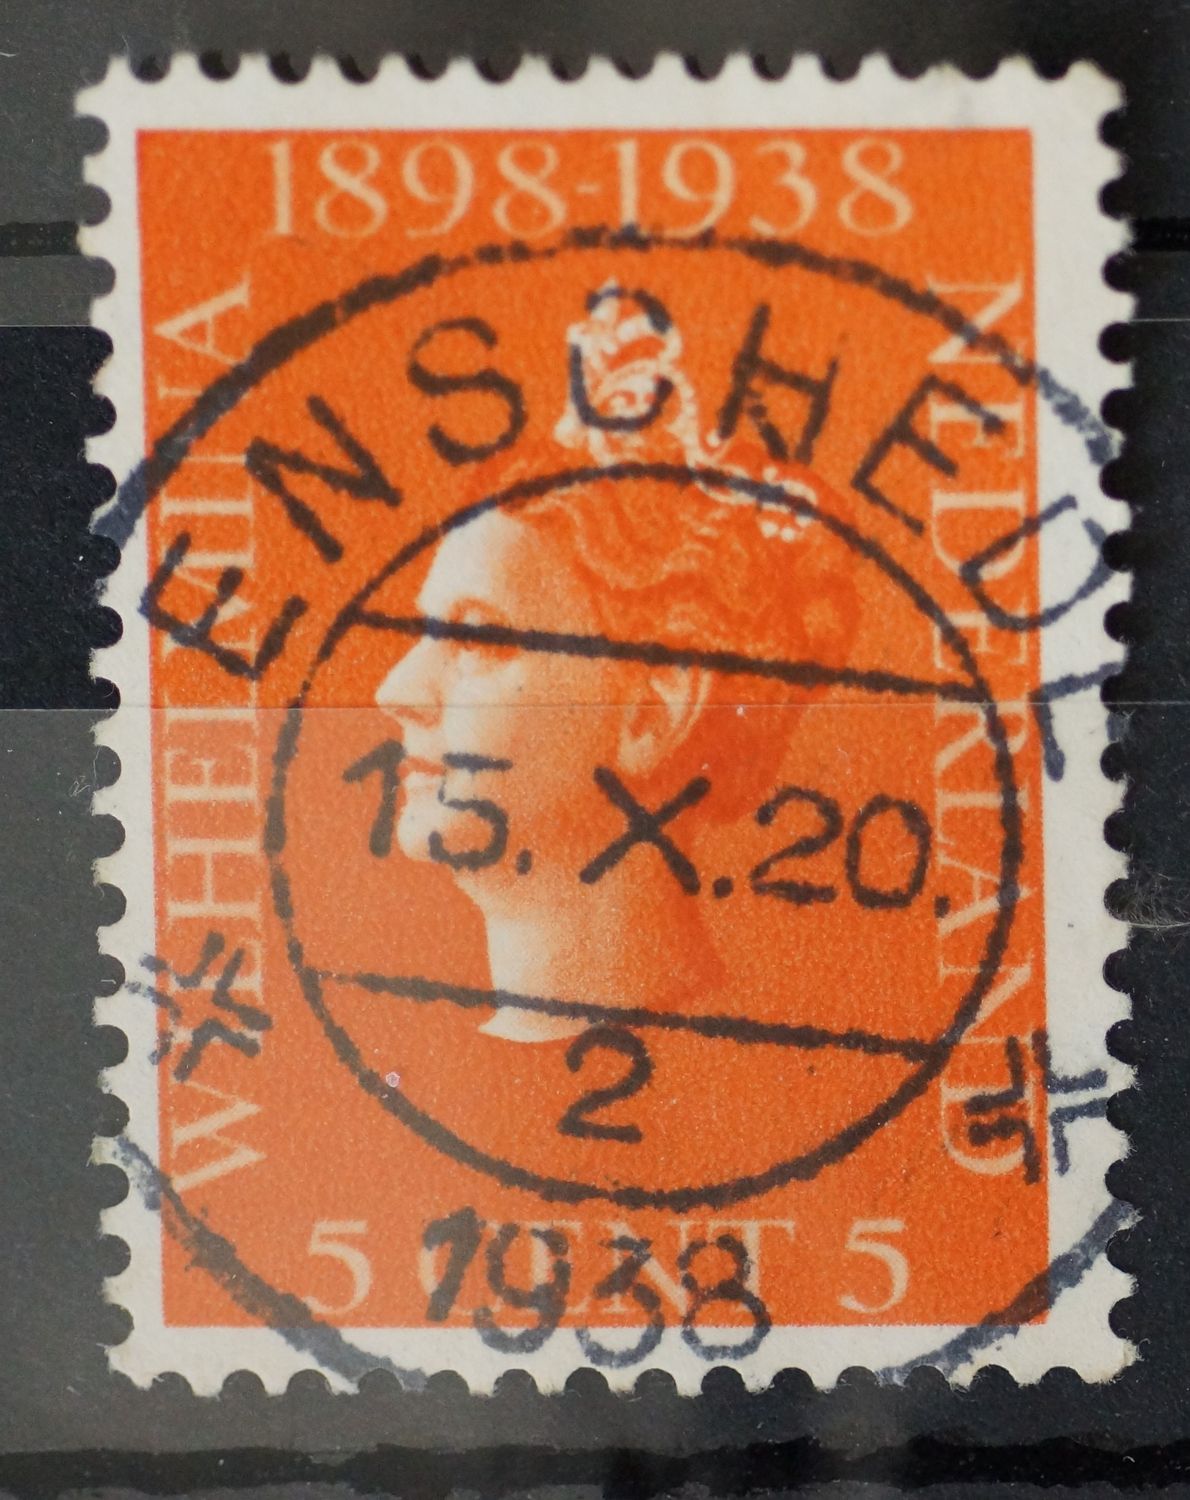 1898-1938
WILHELMINA
NEDERLAND
5 CENT 5
ENSCHEDE
15.X.20.
2
1938